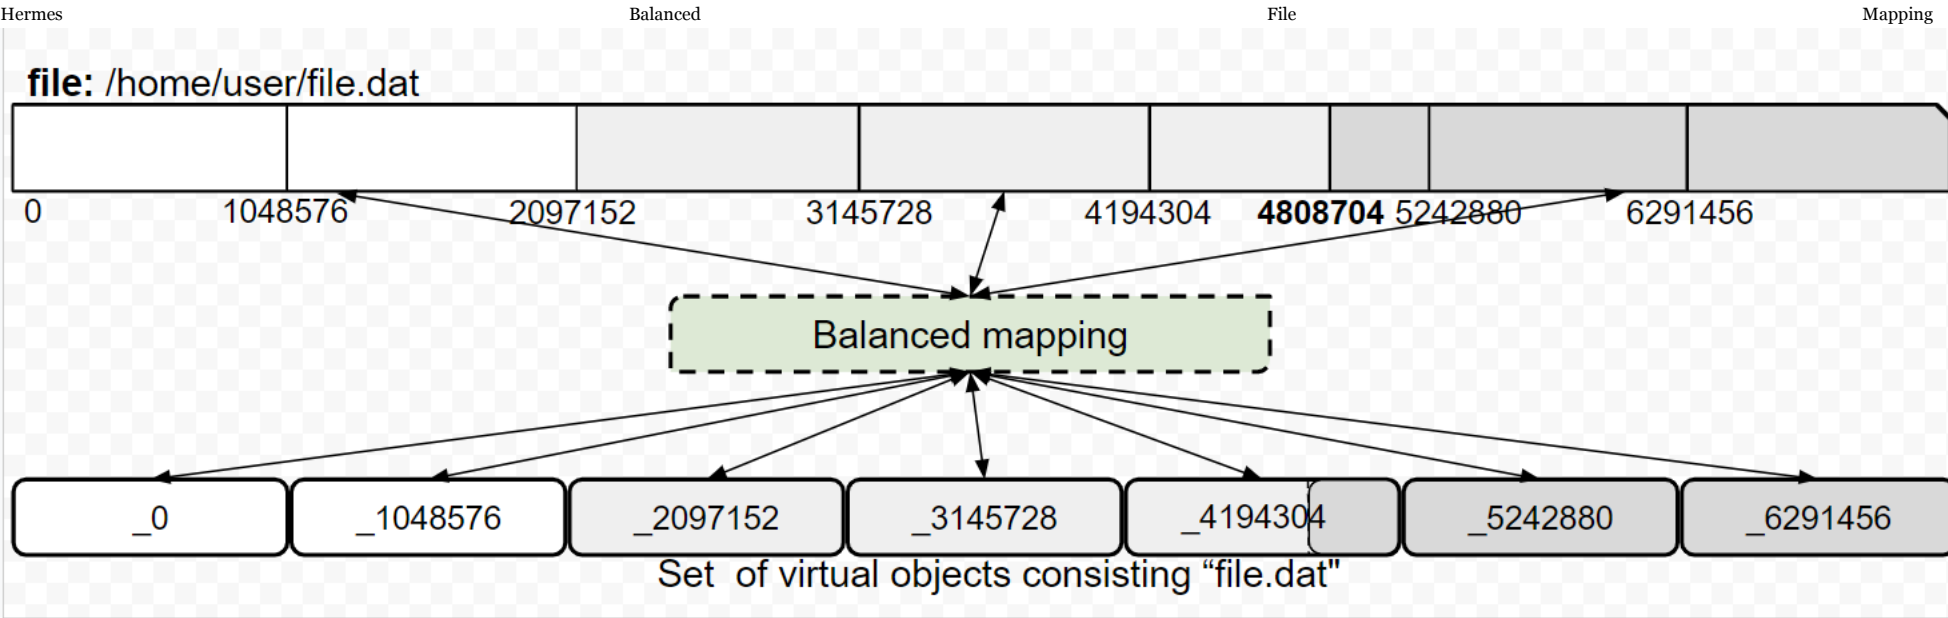 Hermes Balanced File Mapping
file: /home/user/file.dat
0 1048576 2097152 3145728 4194304 4808704 5242880 6291456
Balanced mapping
_0 _1048576 _2097152 _3145728 _4194304 _5242880 _6291456
Set of virtual objects consisting “file.dat"